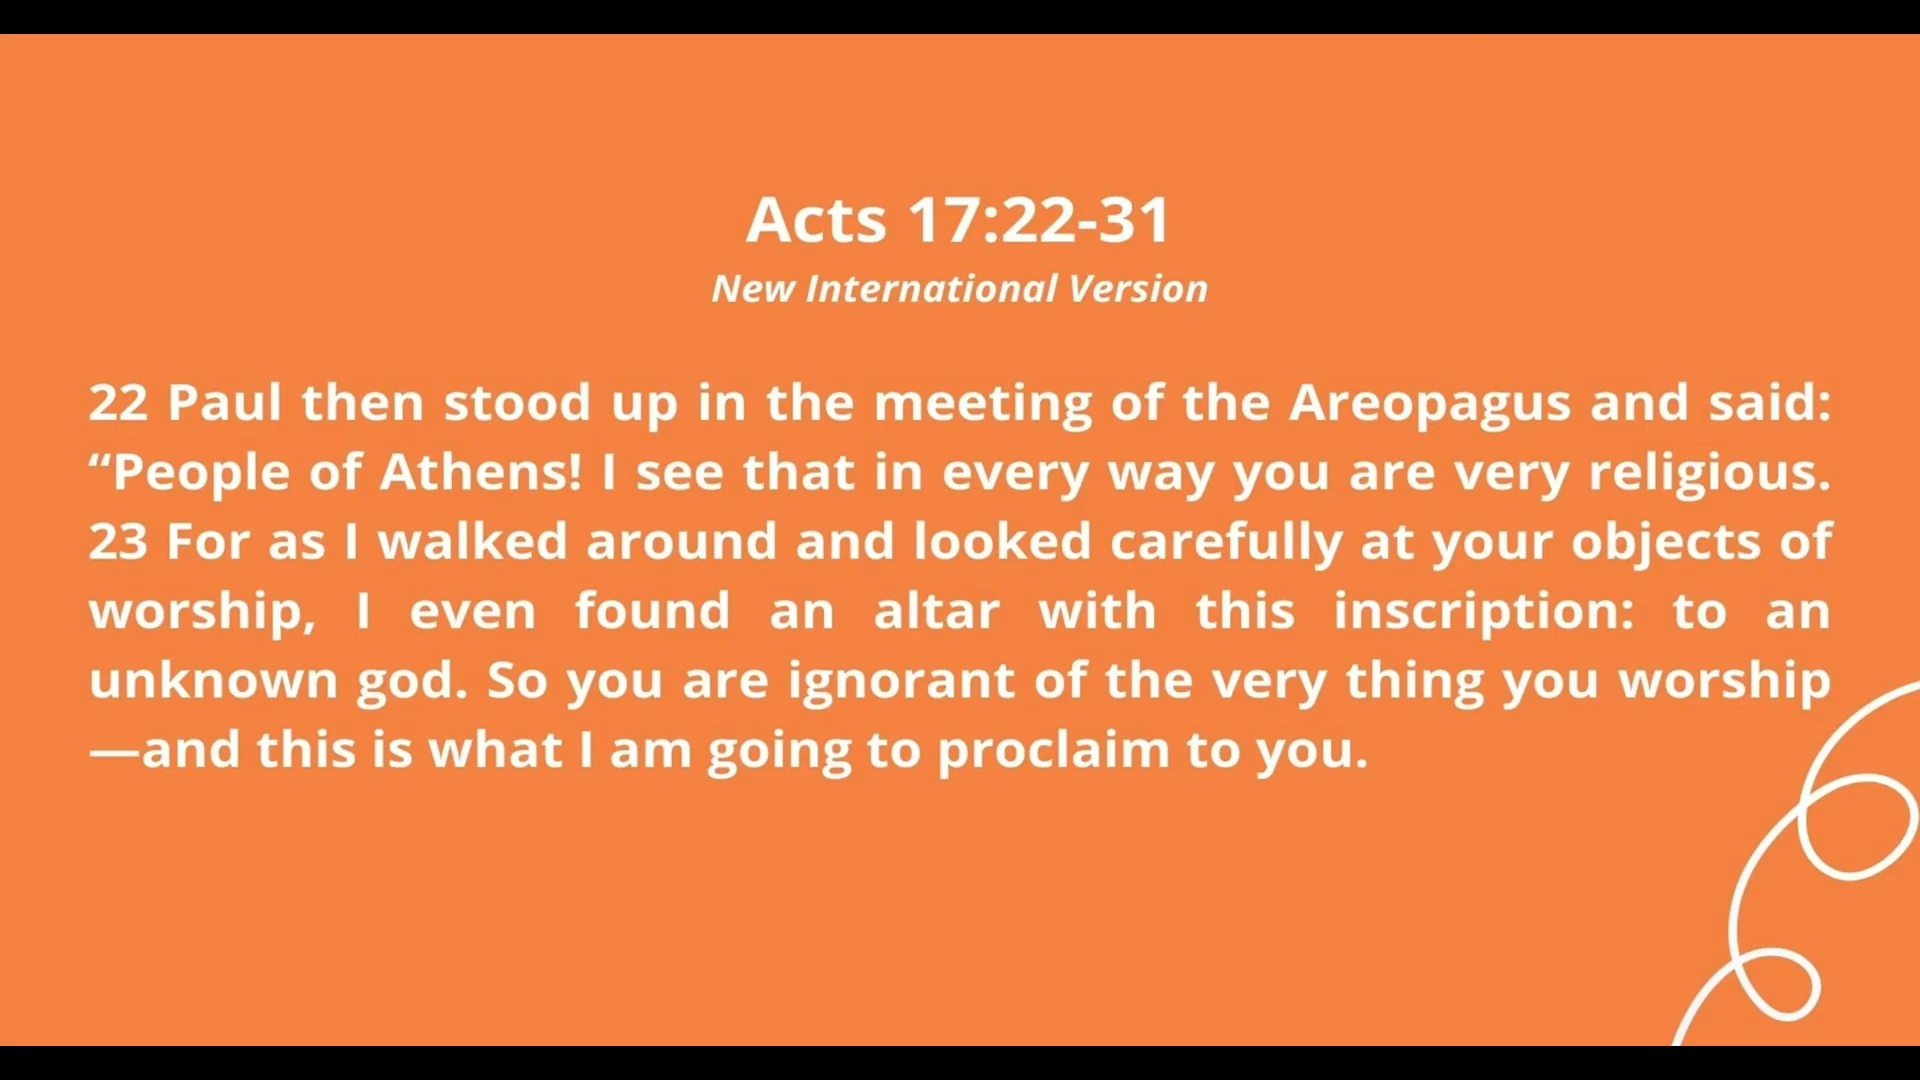 Acts 17:22-31
New International Version
22 Paul then stood up in the meeting of the Areopagus and said:
“People of Athens! I see that in every way you are very religious.
23 For as I walked around and looked carefully at your objects of
worship, I even found an altar with this inscription: to an
unknown god. So you are ignorant of the very thing you worship
—and this is what I am going to proclaim to you.